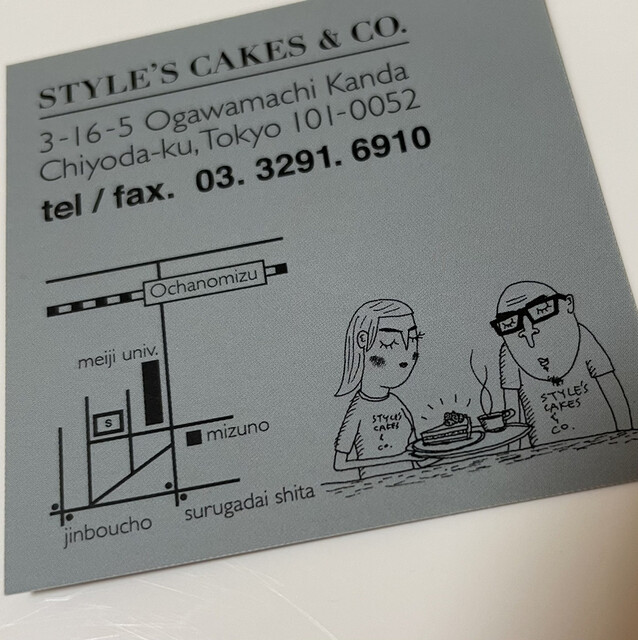 STYLE'S CAKES & CO.
3-16-5 Ogawamachi Kanda
Chiyoda-ku, Tokyo 101-0052
tel / fax. 03. 3291. 6910
Ochanomizu
meiji univ.
S
mizuno
jinboucho
surugadai shita
STYLE'S
CAKES
&
CO.
STYLE'S
CAKES
&
CO.